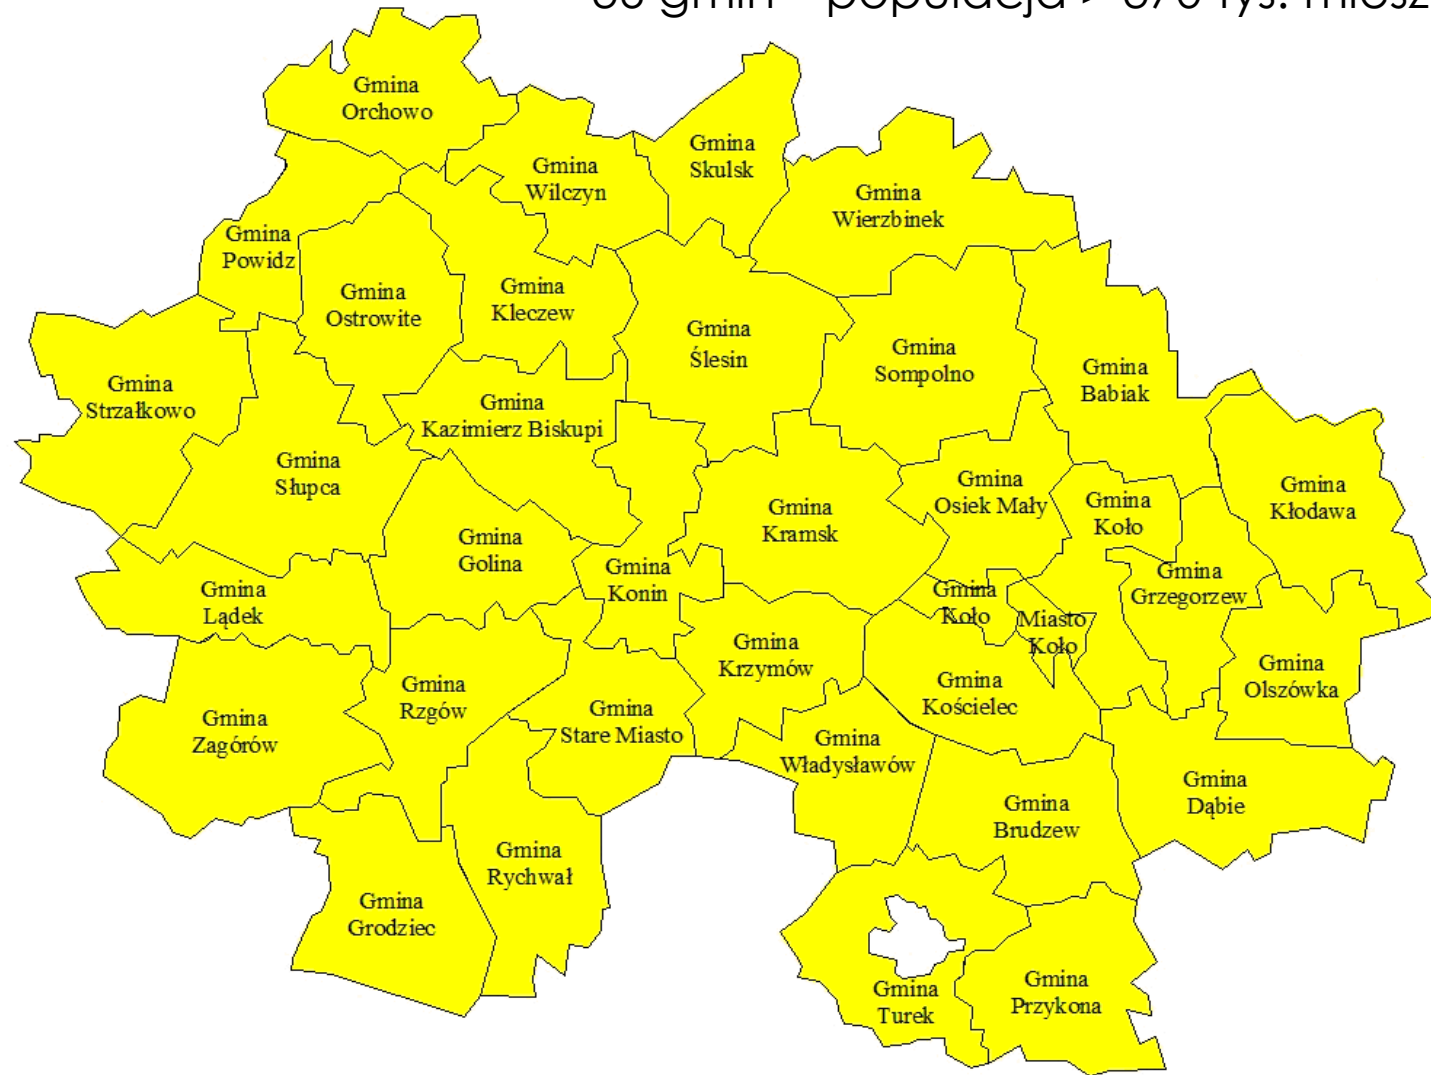 populacja
Gmina
Orchowo
Gmina
Wilczyn
Gmina
Skulsk
Gmina
Wierzbinek
Gmina
Powidz
Gmina
Ostrowite
Gmina
Kleczew
Gmina
Ślesin
Gmina
Sompolno
Gmina
Babiak
Gmina
Strzałkowo
Gmina
Słupca
Gmina
Kazimierz Biskupi
Gmina
Kramsk
Gmina
Osiek Mały
Gmina
Koło
Gmina
Kłodawa
Gmina
Golina
Gmina
Konin
Gmina
Lądek
Gmina
Koło
Miasto
Koło
Gmina
Grzegorzew
Gmina
Olszówka
Gmina
Zagórów
Gmina
Rzgów
Gmina
Stare Miasto
Gmina
Krzymów
Gmina
Kościelec
Gmina
Władysławów
Gmina
Brudzew
Gmina
Dąbie
Gmina
Rychwał
Gmina
Grodziec
Gmina
Turek
Gmina
Przykona